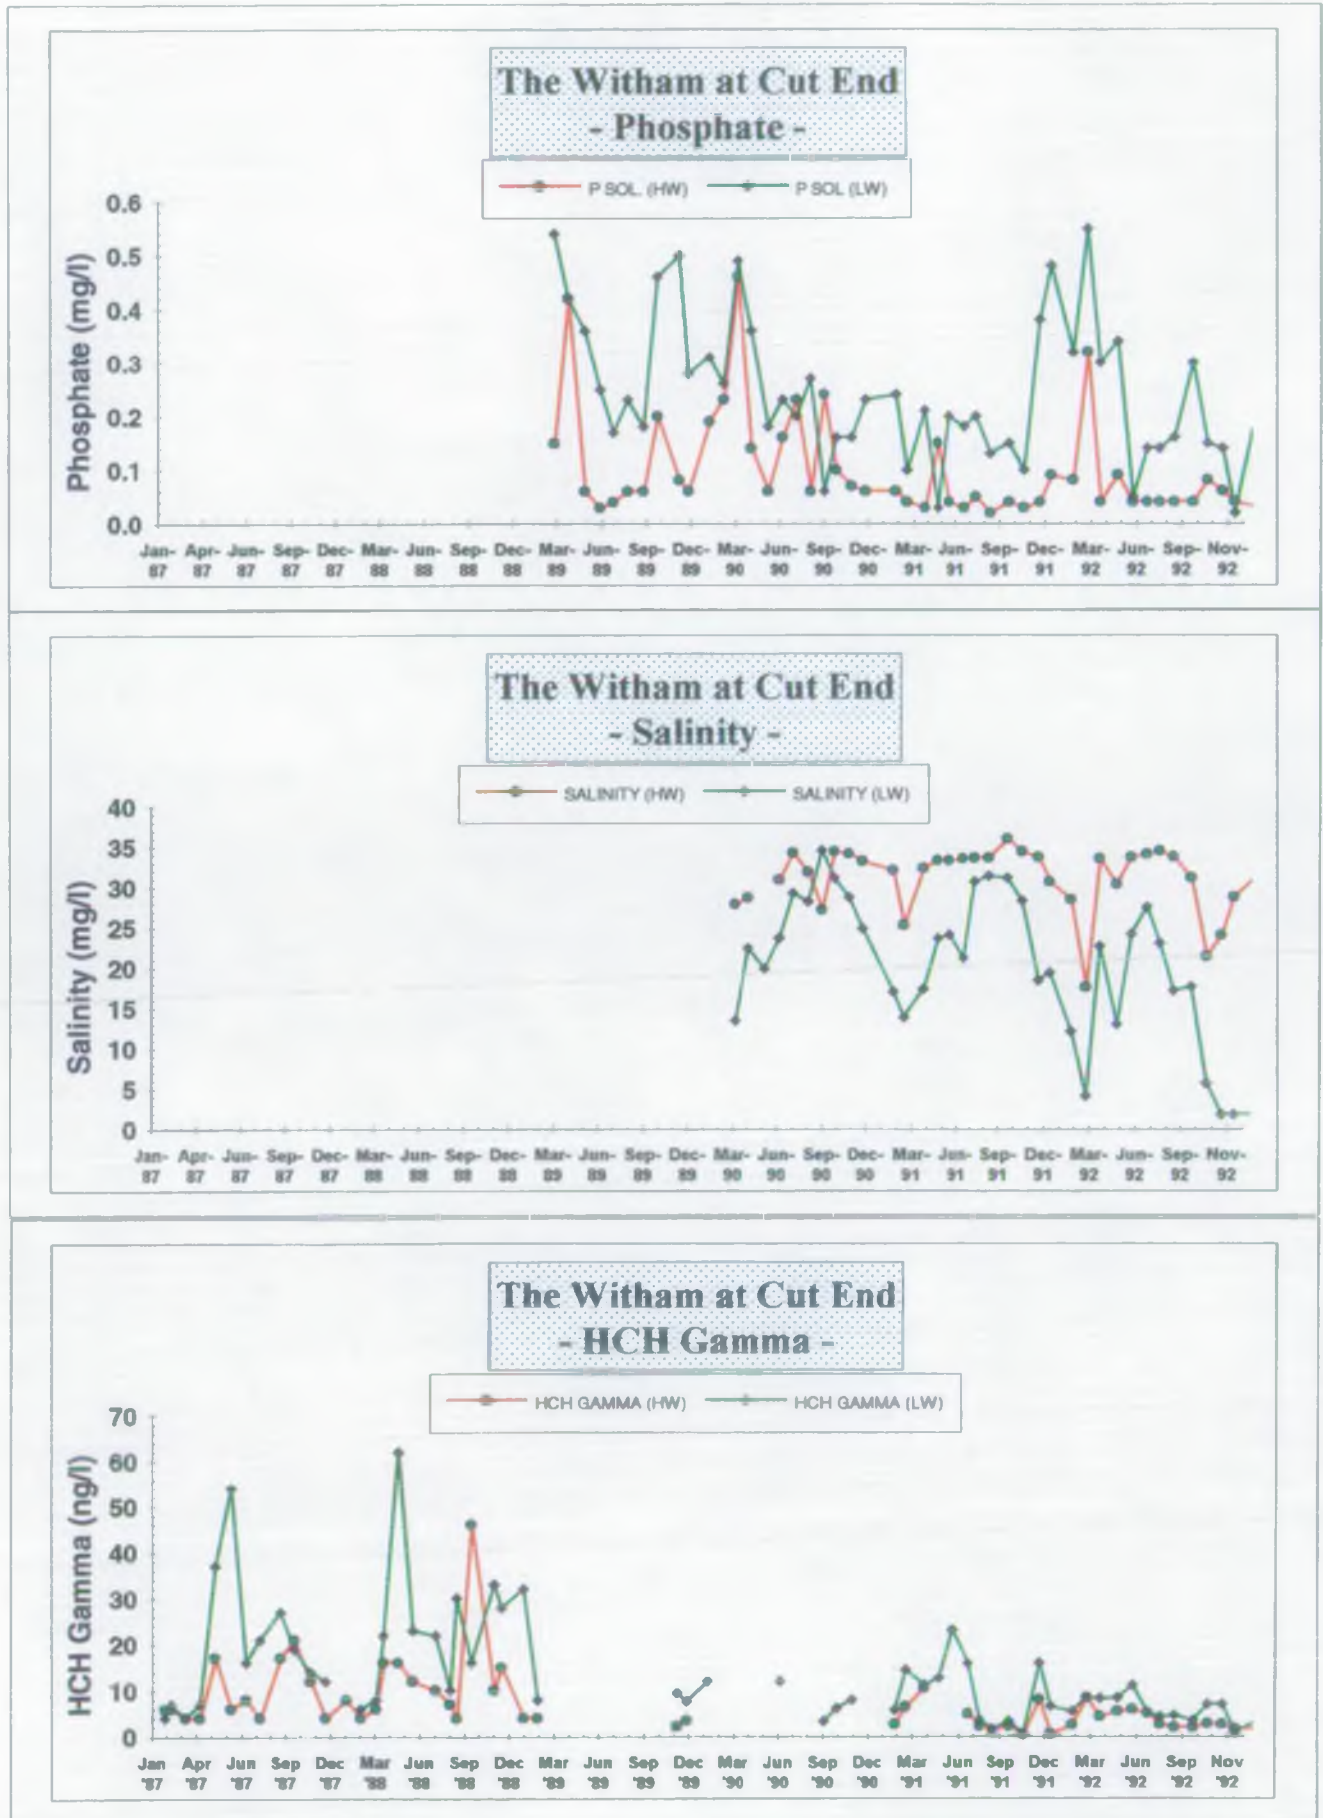 The Witham at Cut End
- Phosphate -
P SOL. (HW) P SOL (LW)
Phosphate (mg/l)
0.6
0.5
0.4
0.3
0.2
0.1
0.0
Jan- Apr- Jun- Sep- Dec- Mar- Jun- Sep- Dec- Mar- Jun- Sep- Dec- Mar- Jun- Sep- Dec- Mar- Jun- Sep- Dec- Mar- Jun- Sep- Nov-
87 87 87 87 87 88 88 88 88 89 89 89 89 90 90 90 90 91 91 91 91 92 92 92 92
The Witham at Cut End
- Salinity -
SALINITY (HW) SALINITY (LW)
Salinity (mg/l)
40
35
30
25
20
15
10
5
0
Jan- Apr- Jun- Sep- Dec- Mar- Jun- Sep- Dec- Mar- Jun- Sep- Dec- Mar- Jun- Sep- Dec- Mar- Jun- Sep- Dec- Mar- Jun- Sep- Nov-
87 87 87 87 87 88 88 88 88 89 89 89 89 90 90 90 90 91 91 91 91 92 92 92 92
The Witham at Cut End
- HCH Gamma -
HCH GAMMA (HW) HCH GAMMA (LW)
HCH Gamma (ng/l)
70
60
50
40
30
20
10
0
Jan Apr Jun Sep Dec Mar Jun Sep Dec Mar Jun Sep Dec Mar Jun Sep Dec Mar Jun Sep Dec Mar Jun Sep Nov
'87 '87 '87 '87 '87 '88 '88 '88 '88 '89 '89 '89 '89 '90 '90 '90 '90 '91 '91 '91 '91 '92 '92 '92 '92